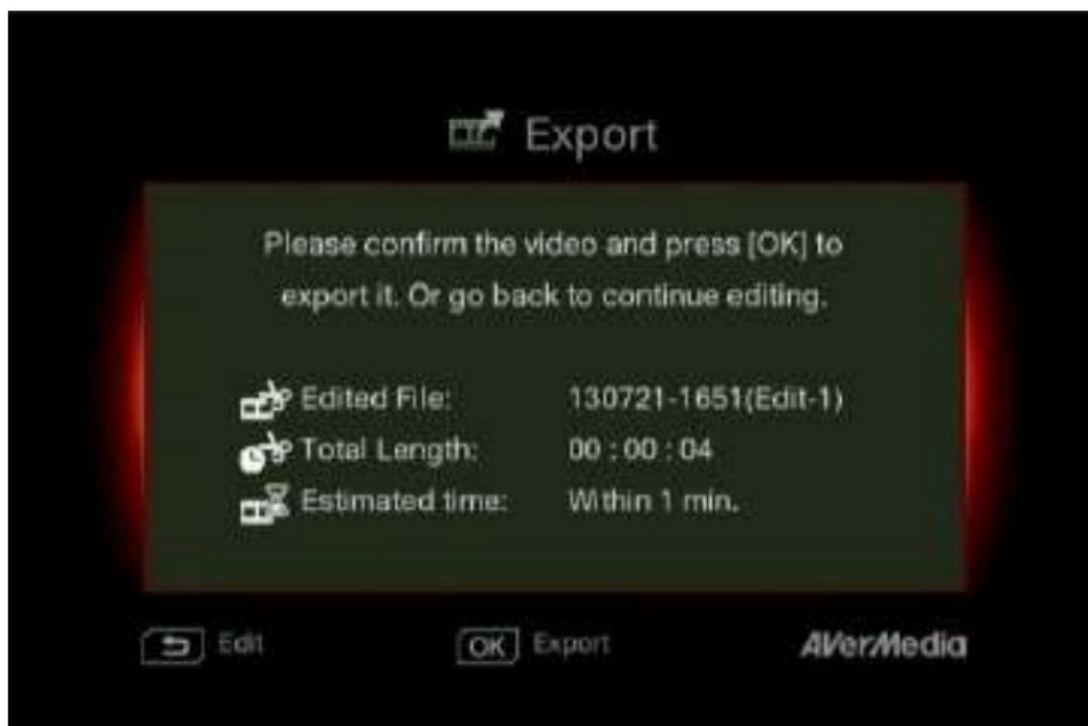 Export
Please confirm the video and press [OK] to
export it. Or go back to continue editing.
Edited File: 130721-1651(Edit-1)
Total Length: 00 : 00 : 04
Estimated time: Within 1 min.
Edit OK Export AVerMedia